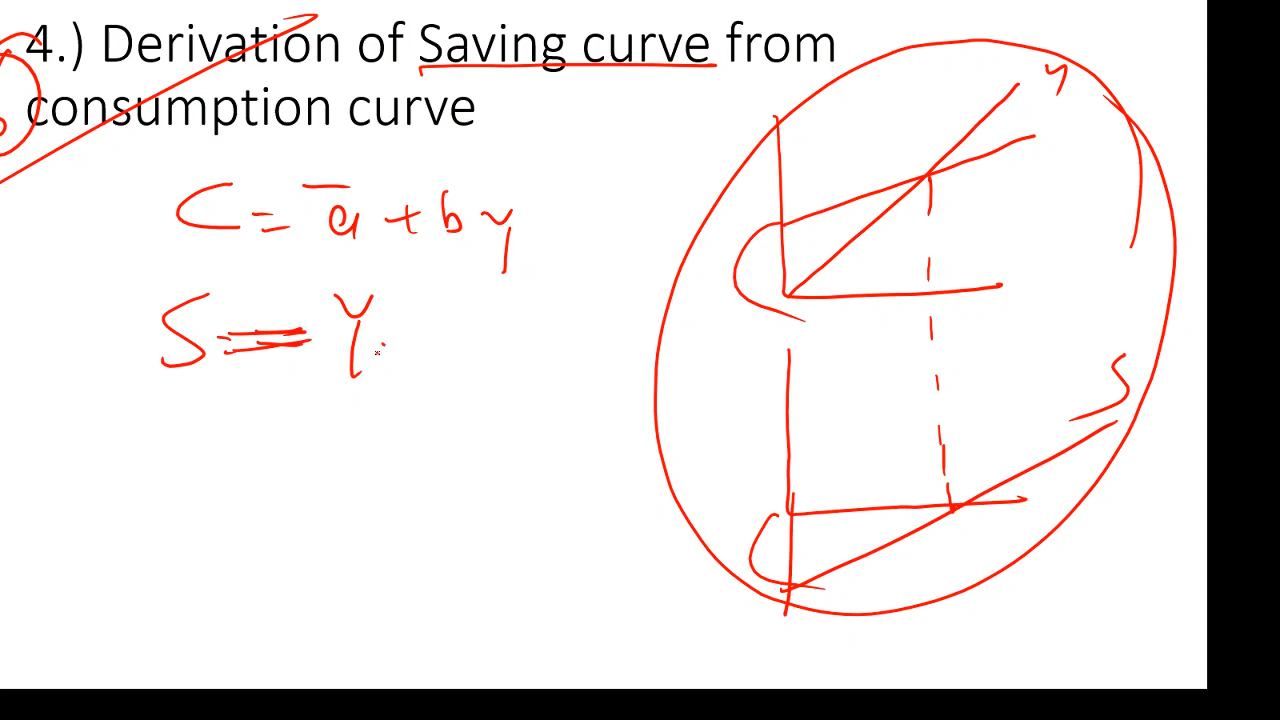 4.) Derivation of Saving curve from
consumption curve
C = a̅ + by
S = Y
y
S